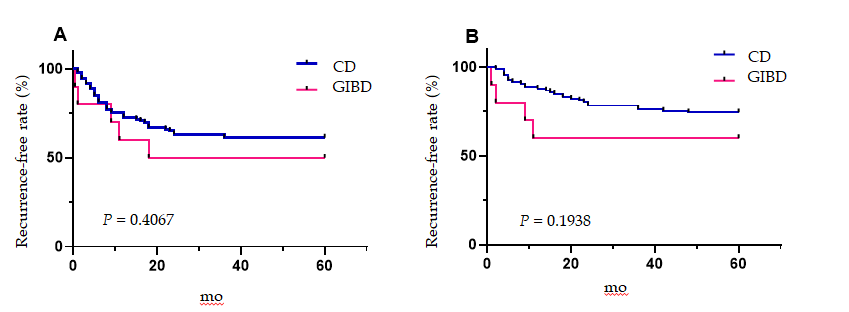 A
CD
GIBD
100
50
0
Recurrence-free rate (%)
P = 0.4067
0 20 40 60
mo
B
CD
GIBD
100
50
0
Recurrence-free rate (%)
P = 0.1938
0 20 40 60
mo